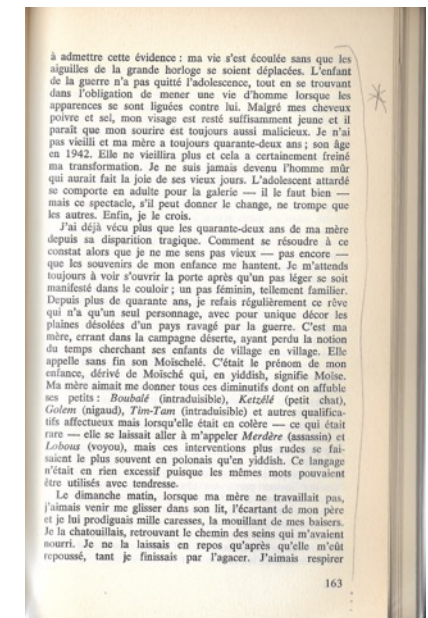 à admettre cette évidence : ma vie s'est écoulée sans que les
aiguilles de la grande horloge se soient déplacées. L'enfant
de la guerre n'a pas quitté l'adolescence, tout en se trouvant
dans l'obligation de mener une vie d'homme lorsque les
apparences se sont liguées contre lui. Malgré mes cheveux
poivre et sel, mon visage est resté suffisamment jeune et il
paraît que mon sourire est toujours aussi malicieux. Je n'ai
pas vieilli et ma mère a toujours quarante-deux ans ; son âge
en 1942. Elle ne vieillira plus et cela a certainement freiné
ma transformation. Je ne suis jamais devenu l'homme mûr
qui aurait fait la joie de ses vieux jours. L'adolescent attardé
se comporte en adulte pour la galerie — il le faut bien —
mais ce spectacle, s'il peut donner le change, ne trompe que
les autres. Enfin, je le crois.
J'ai déjà vécu plus que les quarante-deux ans de ma mère
depuis sa disparition tragique. Comment se résoudre à ce
constat alors que je ne me sens pas vieux — pas encore —
que les souvenirs de mon enfance me hantent. Je m'attends
toujours à voir s'ouvrir la porte après qu'un pas léger se soit
manifesté dans le couloir ; un pas féminin, tellement familier.
Depuis plus de quarante ans, je refais régulièrement ce rêve
qui n'a qu'un seul personnage, avec pour unique décor les
plaines désolées d'un pays ravagé par la guerre. C'est ma
mère, errant dans la campagne déserte, ayant perdu la notion
du temps cherchant ses enfants de village en village. Elle
appelle sans fin son Moïschelé. C'était le prénom de mon
enfance, dérivé de Moïsché qui, en yiddish, signifie Moïse.
Ma mère aimait me donner tous ces diminutifs dont on affuble
ses petits : Boubalé (intraduisible), Ketzélé (petit chat),
Golem (nigaud), Tim-Tam (intraduisible) et autres qualifica-
tifs affectueux mais lorsqu'elle était en colère — ce qui était
rare — elle se laissait aller à m'appeler Merdère (assassin) et
Lobous (voyou), mais ces interventions plus rudes se fai-
saient le plus souvent en polonais qu'en yiddish. Ce langage
n'était en rien excessif puisque les mêmes mots pouvaient
être utilisés avec tendresse.
Le dimanche matin, lorsque ma mère ne travaillait pas,
j'aimais venir me glisser dans son lit, l'écartant de mon père
et je lui prodiguais mille caresses, la mouillant de mes baisers.
Je la chatouillais, retrouvant le chemin des seins qui m'avaient
nourri. Je ne la laissais en repos qu'après qu'elle m'eût
repoussé, tant je finissais par l'agacer. J'aimais respirer
163